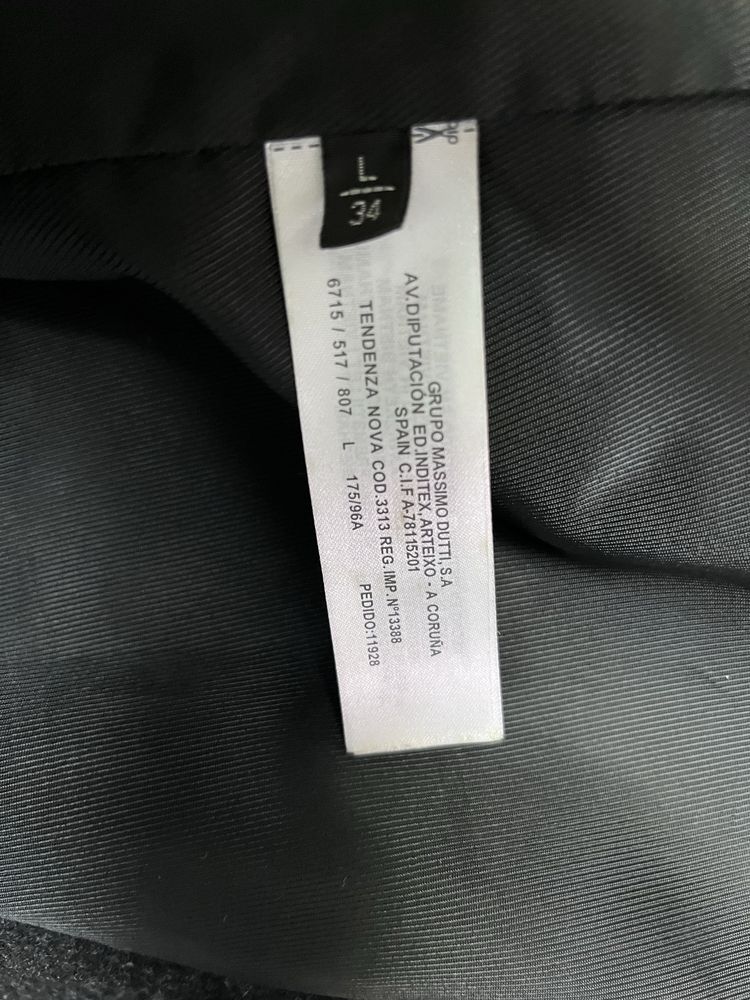 L
34
GRUPO MASSIMO DUTTI, S.A
AV.DIPUTACIÓN ED.INDITEX, ARTEIXO - A CORUÑA
SPAIN C.I.F A-78115201
TENDENZA NOVA COD.3313 REG.IMP.Nº13388
6715 / 517 / 807 L 175/96A
PEDIDO:11928